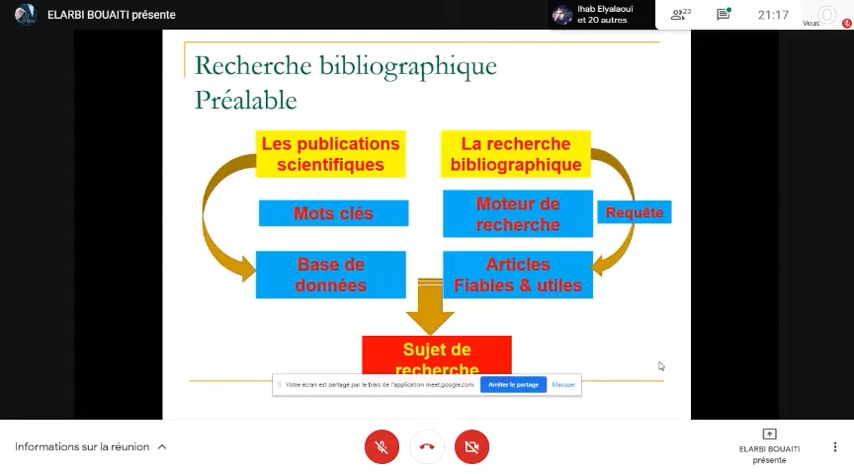 ELARBI BOUAITI présente
Ihab Elyalaoui
et 20 autres
23
21:17
Vous
Recherche bibliographique
Préalable
Les publications
scientifiques
La recherche
bibliographique
Mots clés
Moteur de
recherche
Requête
Base de
données
Articles
Fiables & utiles
Sujet de
recherche
Votre écran est partagé par le biais de l'application meet.google.com.
Arrêter le partage
Masquer
Informations sur la réunion
ELARBI BOUAITI
présente